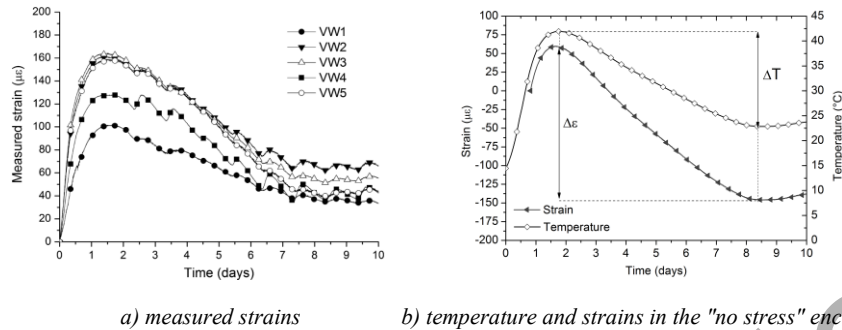 200
180
160
140
120
100
80
60
40
20
0
Measured strain (με)
0 1 2 3 4 5 6 7 8 9 10
Time (days)
VW1
VW2
VW3
VW4
VW5
100
75
50
25
0
-25
-50
-75
-100
-125
-150
-175
-200
Strain (με)
0 1 2 3 4 5 6 7 8 9 10
Time (days)
45
40
35
30
25
20
15
10
5
0
Temperature (°C)
ΔT
Δε
Strain
Temperature
a) measured strains
b) temperature and strains in the "no stress" enc